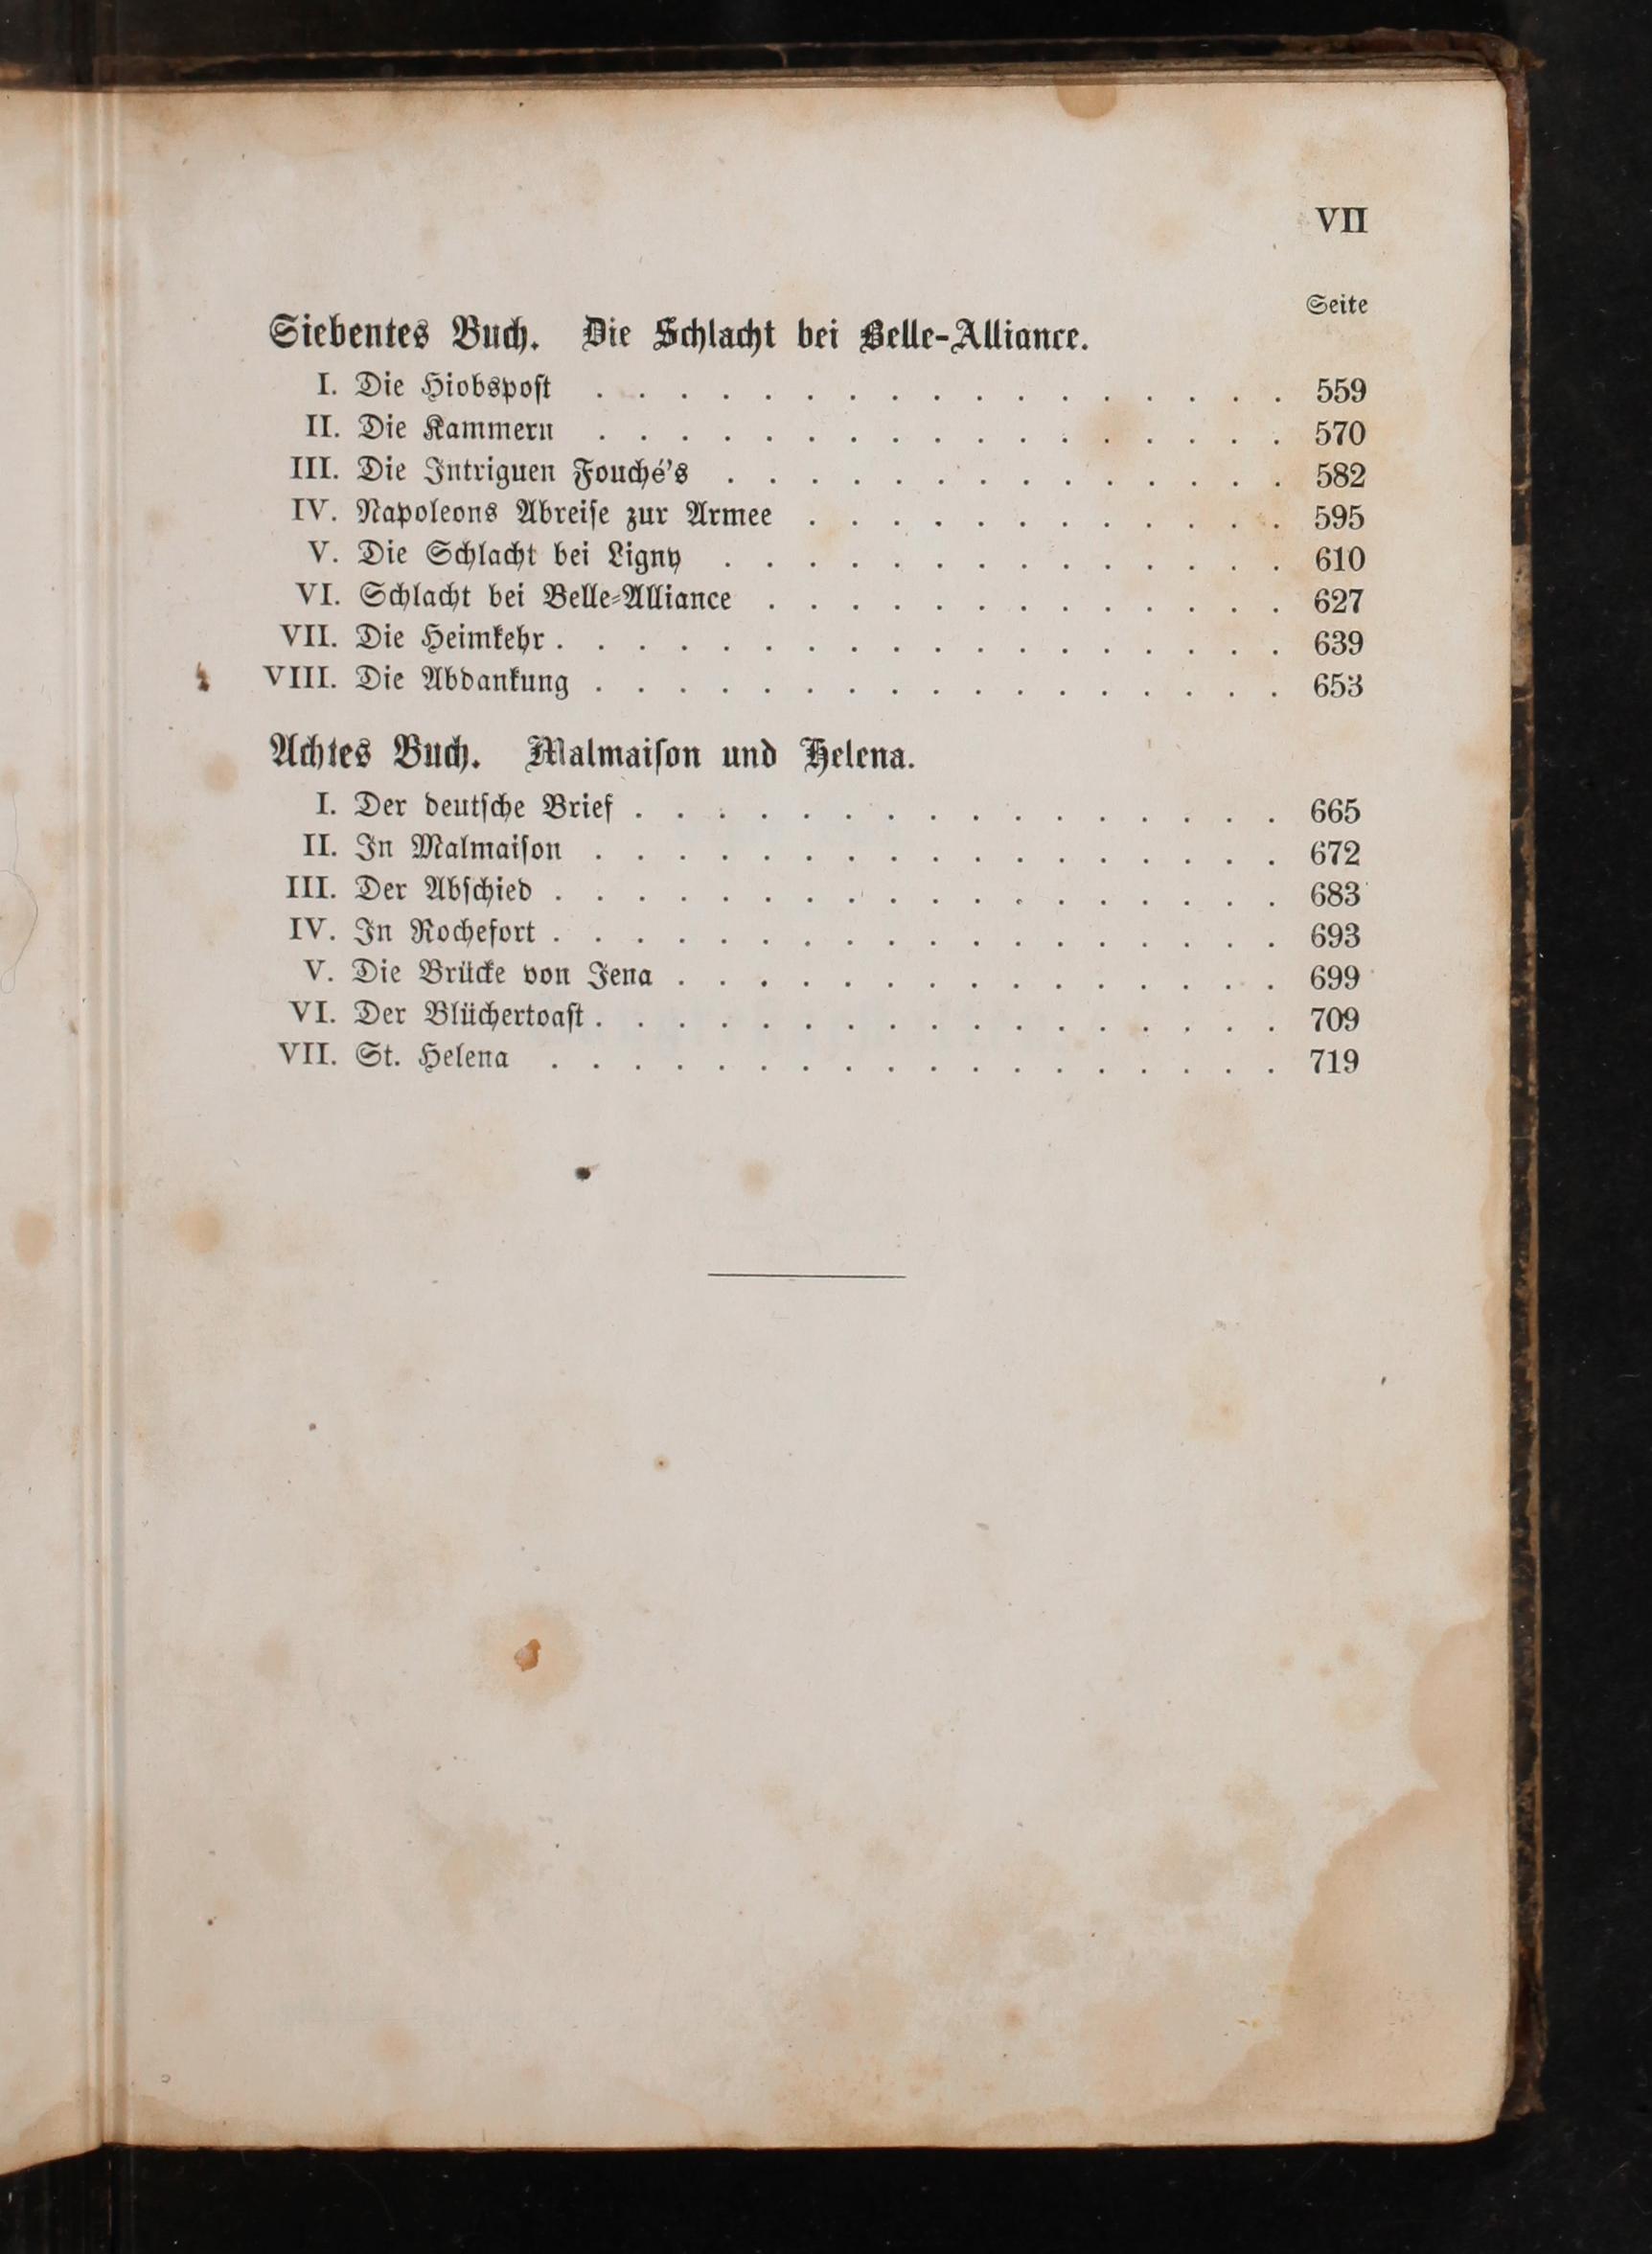 VII
Seite
Siebentes Buch. Die Schlacht bei Belle-Alliance.
I. Die Hiobspoſt . . . . . . . . . . . . . . . . . 559
II. Die Kammern . . . . . . . . . . . . . . . . . 570
III. Die Intriguen Fouché's . . . . . . . . . . . . . . 582
IV. Napoleons Abreiſe zur Armee . . . . . . . . . . . . 595
V. Die Schlacht bei Ligny . . . . . . . . . . . . . . 610
VI. Schlacht bei Belle-Alliance . . . . . . . . . . . . . 627
VII. Die Heimkehr . . . . . . . . . . . . . . . . . . 639
VIII. Die Abdankung . . . . . . . . . . . . . . . . . 653
Achtes Buch. Malmaiſon und Helena.
I. Der deutſche Brief . . . . . . . . . . . . . . . . 665
II. In Malmaiſon . . . . . . . . . . . . . . . . . 672
III. Der Abſchied . . . . . . . . . . . . . . . . . . 683
IV. In Rochefort . . . . . . . . . . . . . . . . . . 693
V. Die Brücke von Jena . . . . . . . . . . . . . . . 699
VI. Der Blüchertoaſt . . . . . . . . . . . . . . . . . 709
VII. St. Helena . . . . . . . . . . . . . . . . . . 719